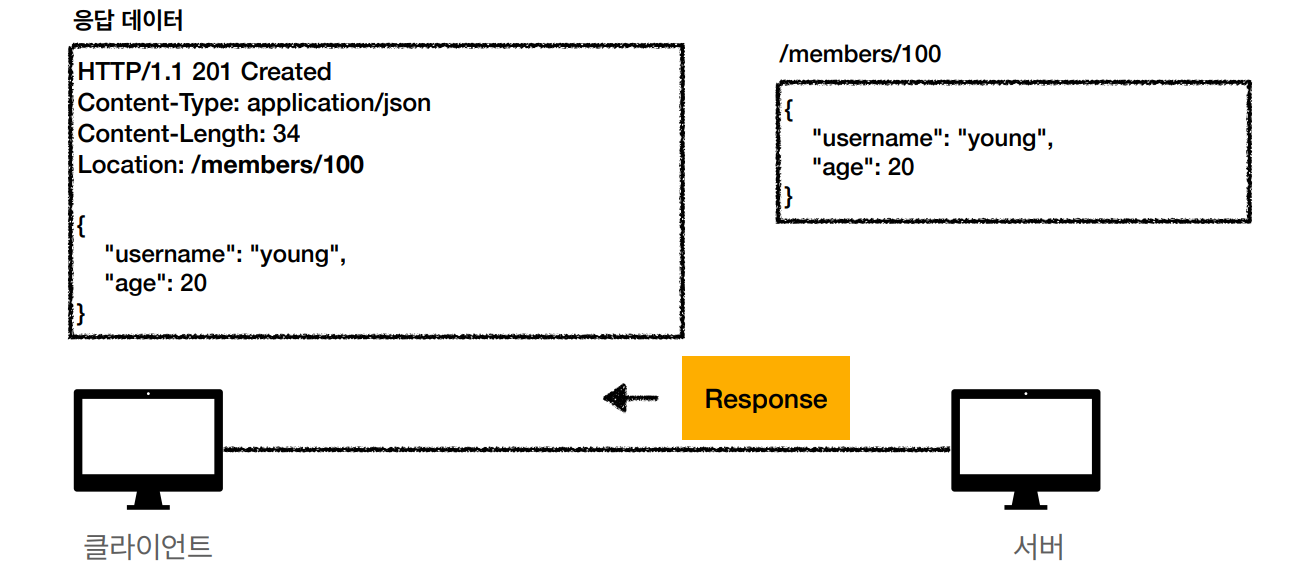 응답 데이터
HTTP/1.1 201 Created
Content-Type: application/json
Content-Length: 34
Location: /members/100
{
"username": "young",
"age": 20
}
/members/100
{
"username": "young",
"age": 20
}
Response
클라이언트
서버